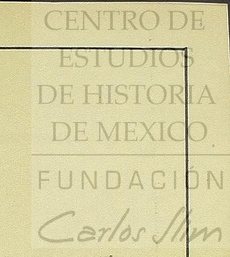 CENTRO DE
ESTUDIOS
DE HISTORIA
DE MEXICO
FUNDACIÓN
Carlos Slim